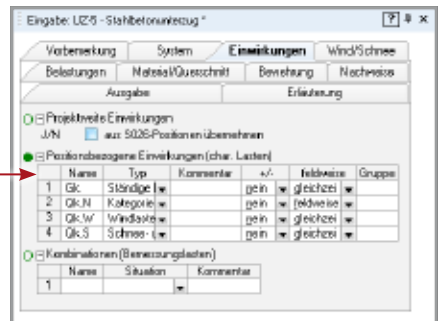 Eingabe: UZ-5 - Stahlbetonunterzug *
Vorbemerkung System Einwirkungen Wind/Schnee
Belastungen Material/Querschnitt Bewehrung Nachweise
Ausgabe Erläuterung
Projektweite Einwirkungen
J/N aus S026-Positionen übernehmen
Positionsbezogene Einwirkungen (char. Lasten)
Name Typ Kommentar +/- feldweise Gruppe
1 Gk Ständige nein gleichzei
2 Qk.N Kategorie nein feldweise
3 Qk.W Windlaste nein gleichzei
4 Qk.S Schnee- nein gleichzei
Kombinationen (Bemessungslasten)
Name Situation Kommentar
1